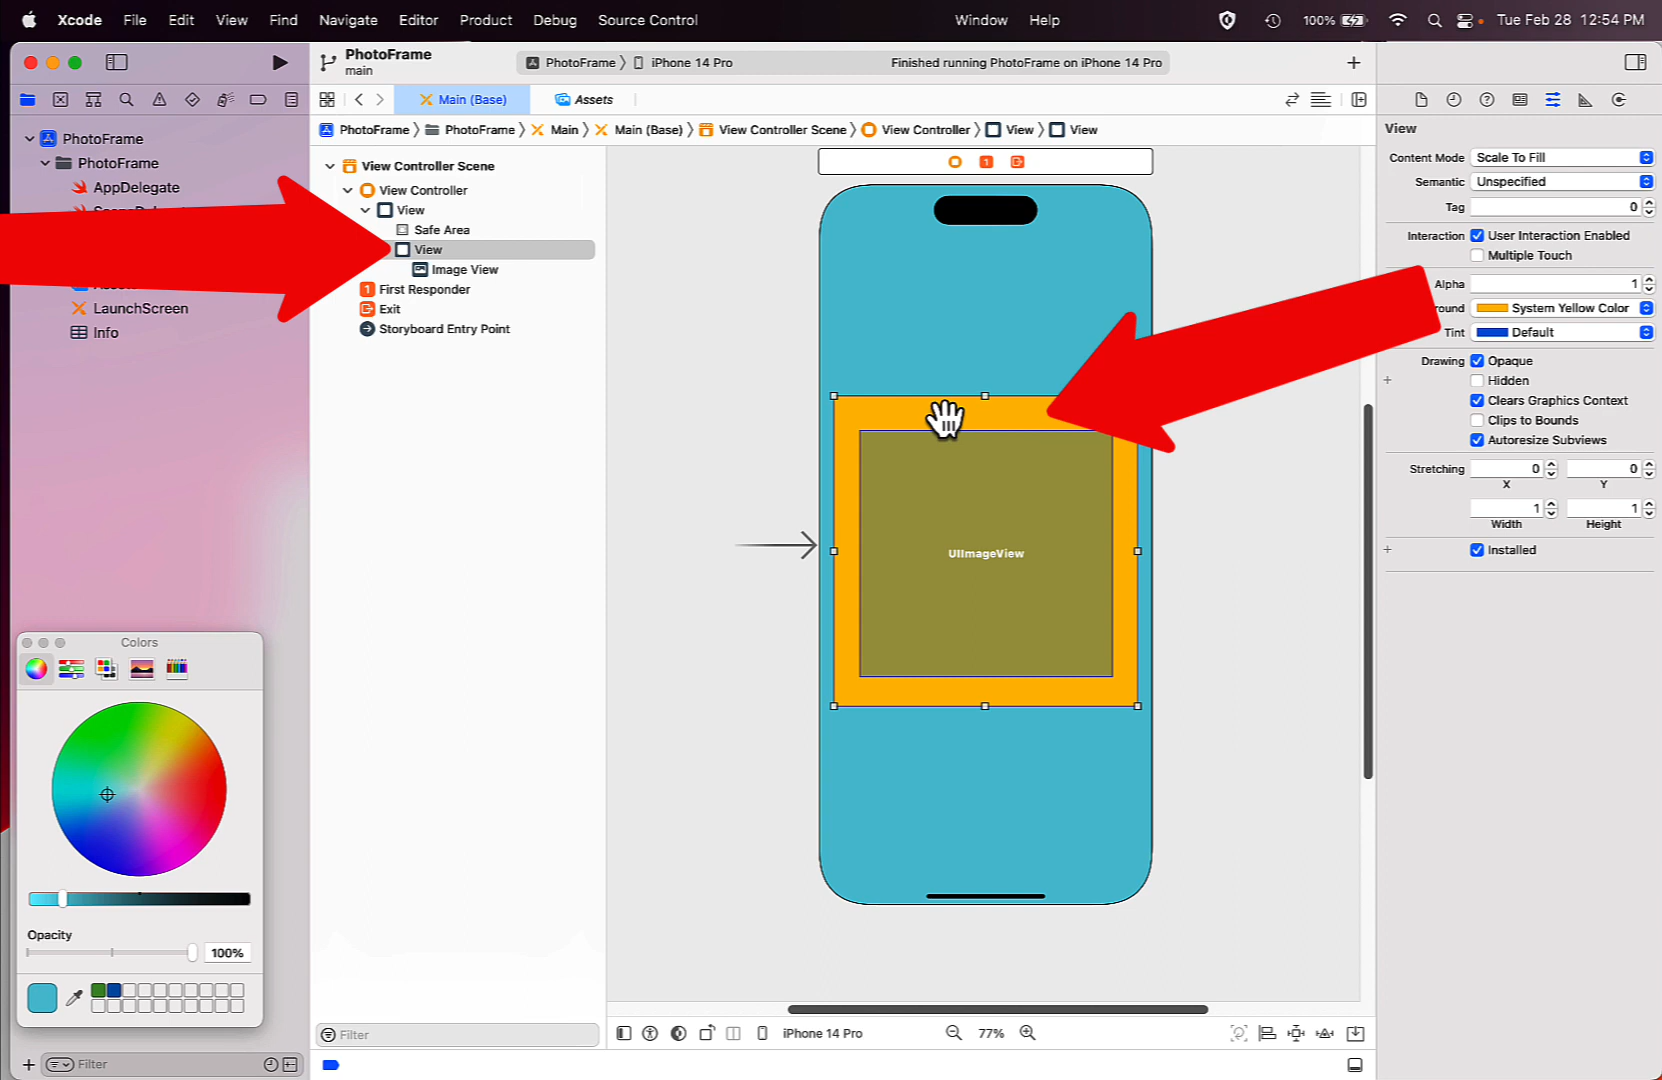 Xcode File Edit View Find Navigate Editor Product Debug Source Control Window Help 100% Tue Feb 28 12:54 PM
PhotoFrame
main
PhotoFrame iPhone 14 Pro Finished running PhotoFrame on iPhone 14 Pro
Main (Base) Assets
PhotoFrame PhotoFrame Main Main (Base) View Controller Scene View Controller View View
PhotoFrame
PhotoFrame
AppDelegate
LaunchScreen
Info
View Controller Scene
View Controller
View
Safe Area
View
Image View
1 First Responder
Exit
Storyboard Entry Point
1
UIImageView
View
Content Mode Scale To Fill
Semantic Unspecified
Tag 0
Interaction User Interaction Enabled
Multiple Touch
Alpha 1
System Yellow Color
Tint Default
Drawing Opaque
Hidden
Clears Graphics Context
Clips to Bounds
Autoresize Subviews
Stretching 0 0
X Y
1 1
Width Height
Installed
Colors
Opacity
100%
Filter
iPhone 14 Pro 77%
Filter